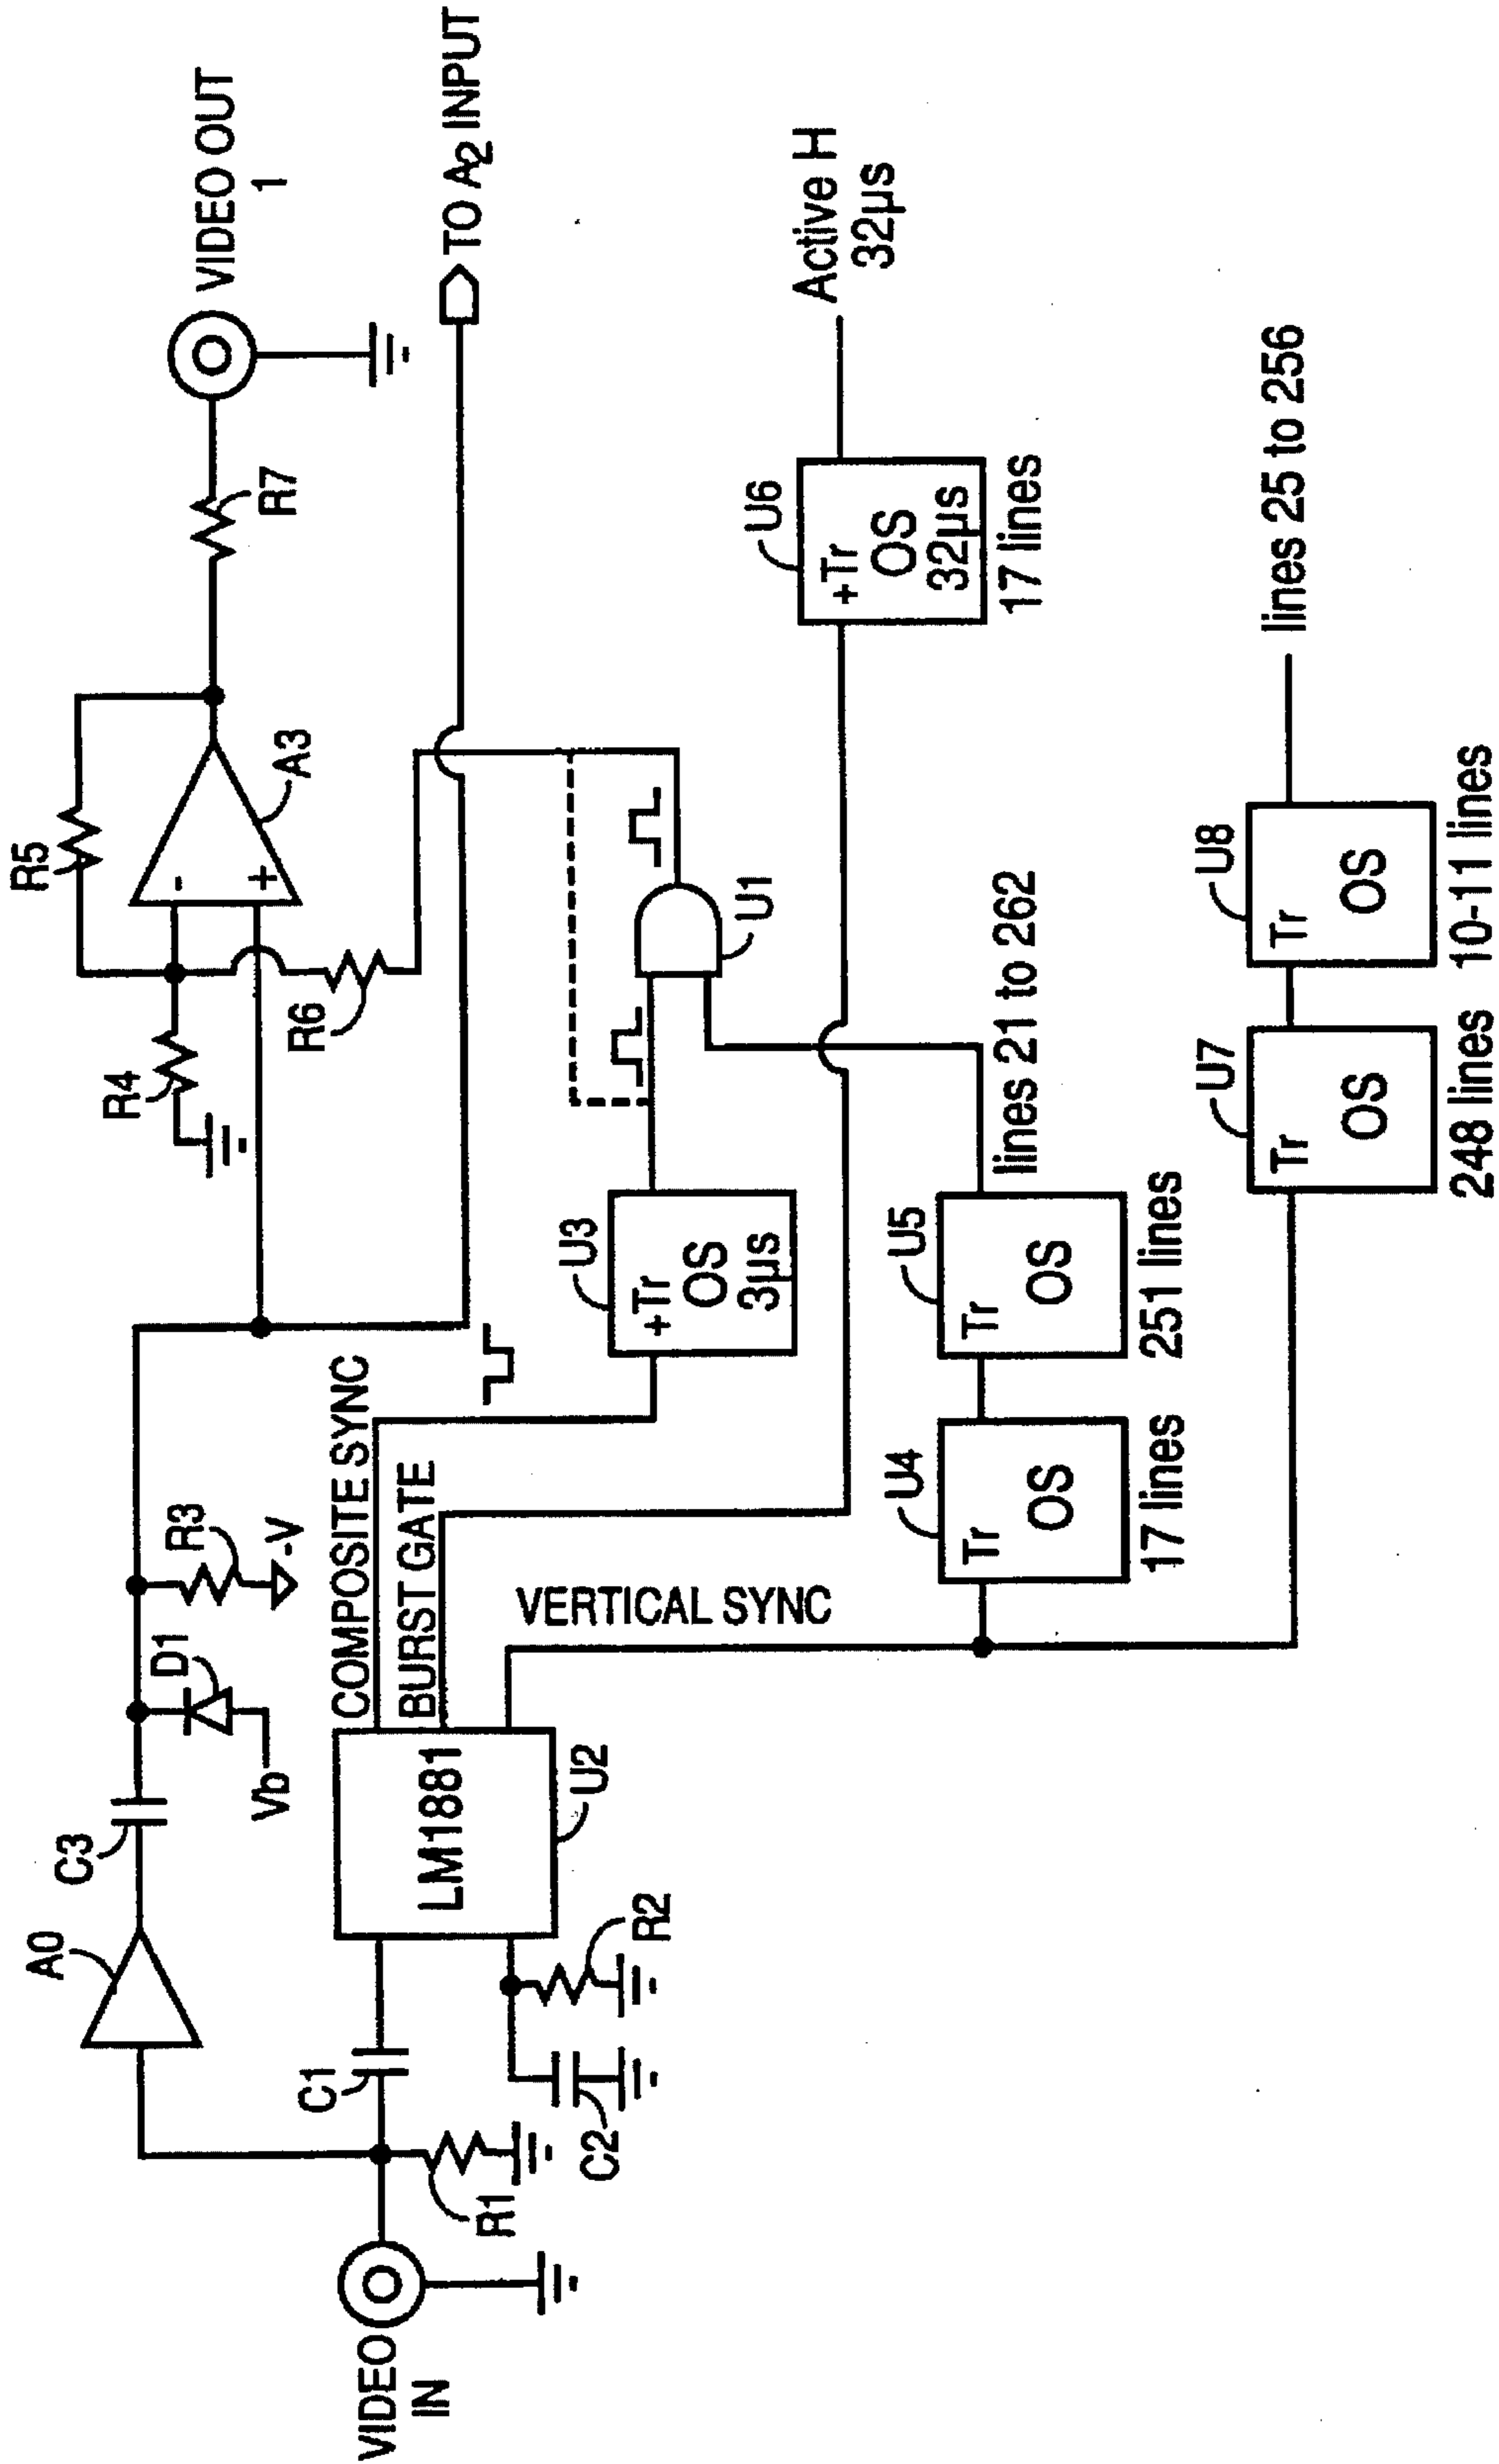 VIDEO
IN
R1
C1
C2
R2
A0
C3
LM1881
U2
Vb
D1
R3
-V
COMPOSITE SYNC
BURST GATE
VERTICAL SYNC
R4
R5
R6
-
+
A3
R7
VIDEO OUT
1
TO A2 INPUT
U3
+Tr
OS
3µs
U1
U6
+Tr
OS
32µs
17 lines
Active H
32µs
U4
Tr
OS
17 lines
U5
Tr
OS
251 lines
lines 21 to 262
U7
Tr
OS
248 lines
U8
Tr
OS
10-11 lines
lines 25 to 256